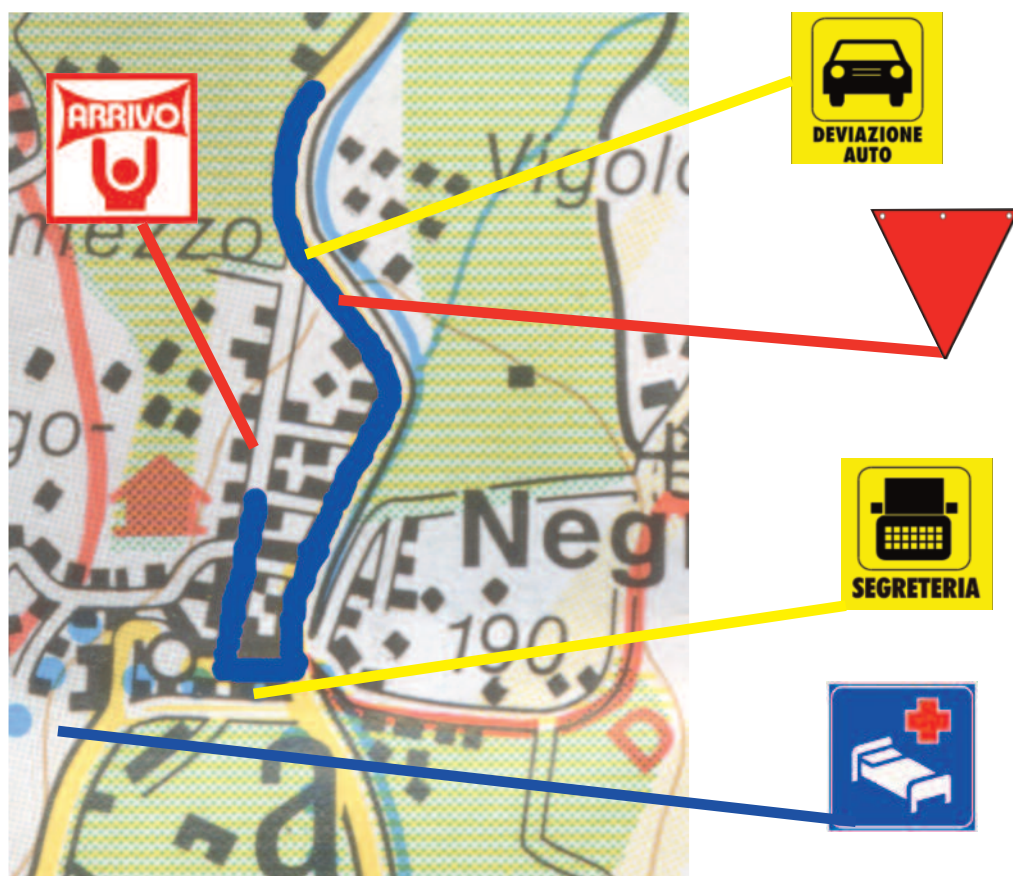 ARRIVO
DEVIAZIONE
AUTO
Vigolo
mezzo
go-
Neg
190
SEGRETERIA
D
a